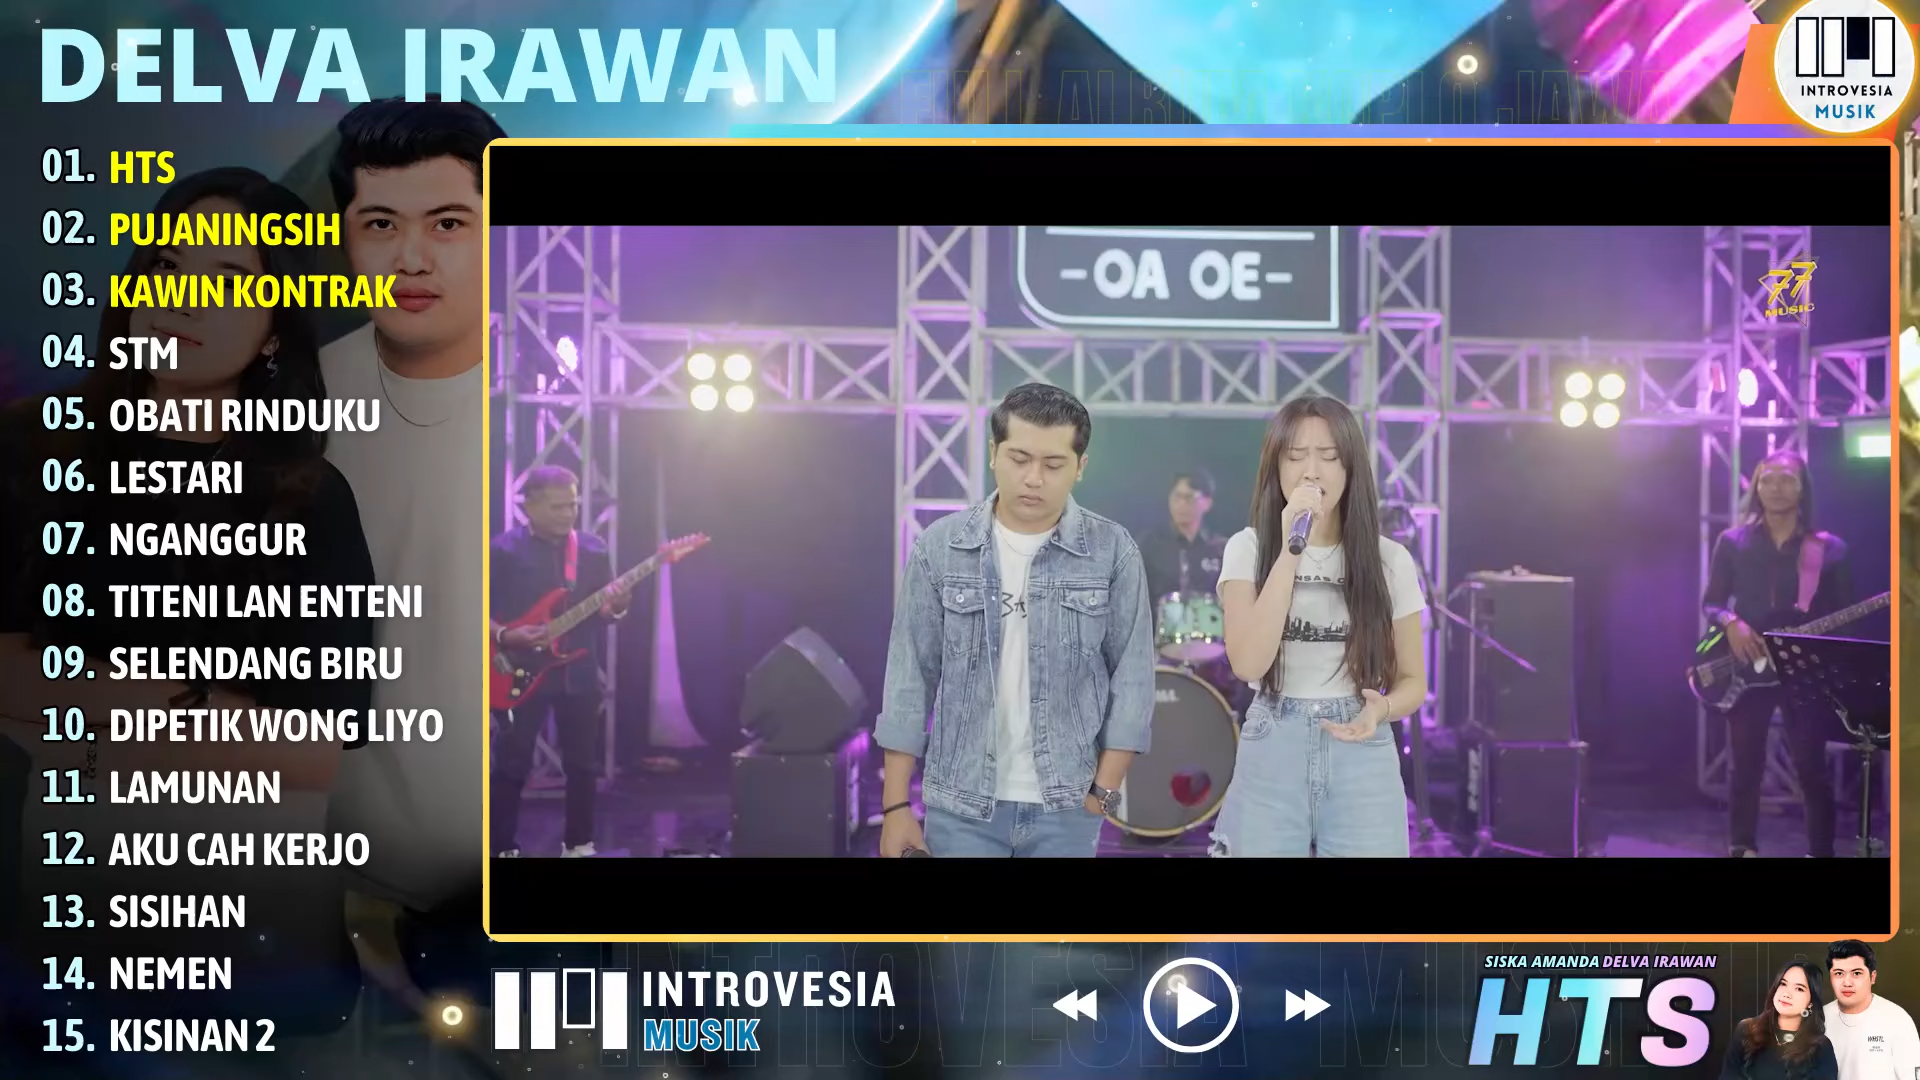 DELVA IRAWAN
INTROVESIA
MUSIK
01. HTS
02. PUJANINGSIH
03. KAWIN KONTRAK
04. STM
05. OBATI RINDUKU
06. LESTARI
07. NGANGGUR
08. TITENI LAN ENTENI
09. SELENDANG BIRU
10. DIPETIK WONG LIYO
11. LAMUNAN
12. AKU CAH KERJO
13. SISIHAN
14. NEMEN
15. KISINAN 2
-OA OE-
77
MUSIC
INTROVESIA
MUSIK
SISKA AMANDA DELVA IRAWAN
HTS